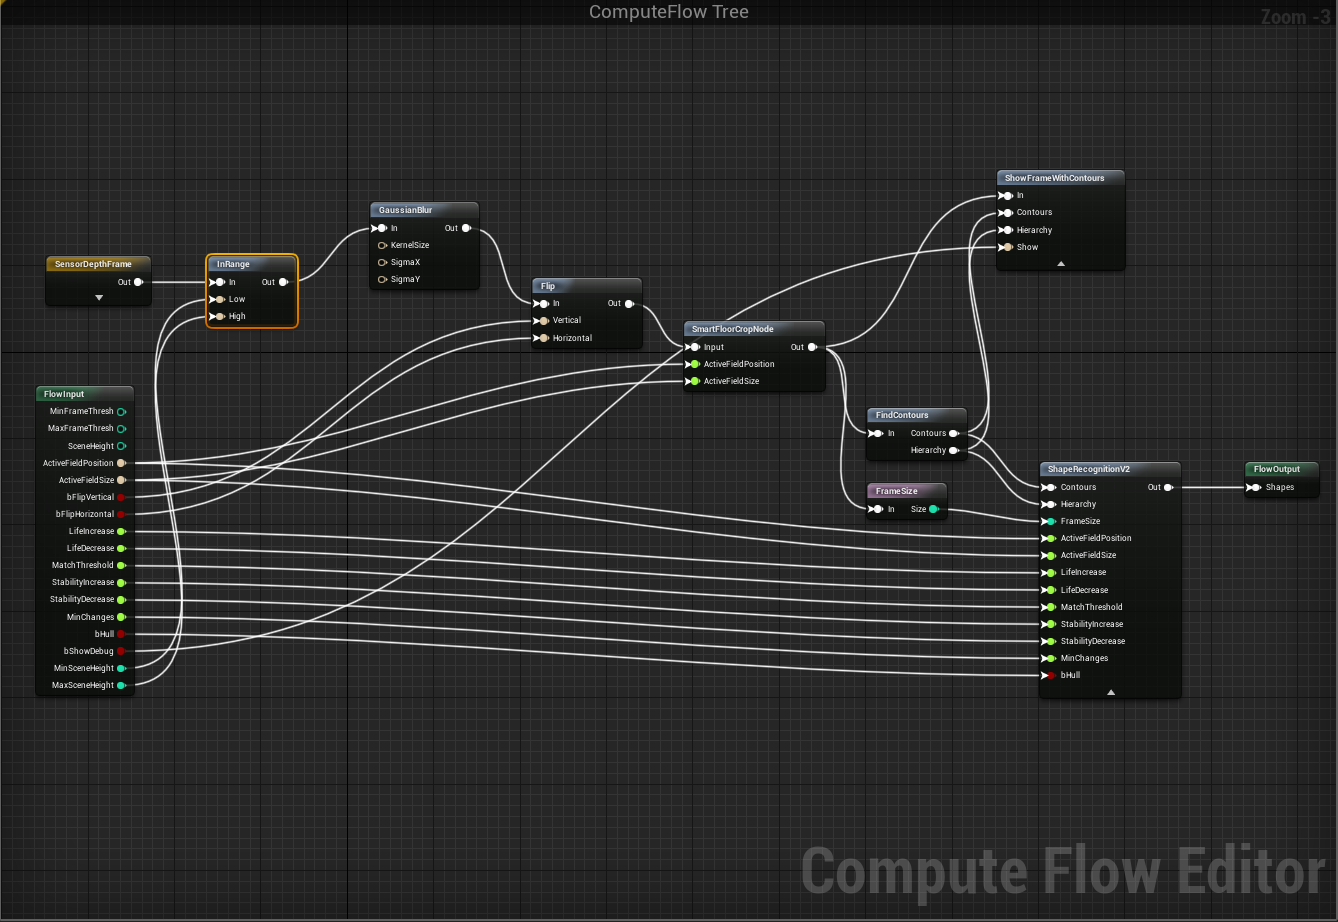 ComputeFlow Tree
Zoom -3
ShowFrameWithContours
In
Contours
Hierarchy
Show
GaussianBlur
In Out
KernelSize
SigmaX
SigmaY
SensorDepthFrame
Out
InRange
In Out
Low
High
Flip
In Out
Vertical
Horizontal
SmartFloorCropNode
Input Out
ActiveFieldPosition
ActiveFieldSize
FlowInput
MinFrameThresh
MaxFrameThresh
SceneHeight
ActiveFieldPosition
ActiveFieldSize
bFlipVertical
bFlipHorizontal
LifeIncrease
LifeDecrease
MatchThreshold
StabilityIncrease
StabilityDecrease
MinChanges
bHull
bShowDebug
MinSceneHeight
MaxSceneHeight
FindContours
In Contours
Hierarchy
FrameSize
In Size
ShapeRecognitionV2
Contours Out
Hierarchy
FrameSize
ActiveFieldPosition
ActiveFieldSize
LifeIncrease
LifeDecrease
MatchThreshold
StabilityIncrease
StabilityDecrease
MinChanges
bHull
FlowOutput
Shapes
Compute Flow Editor